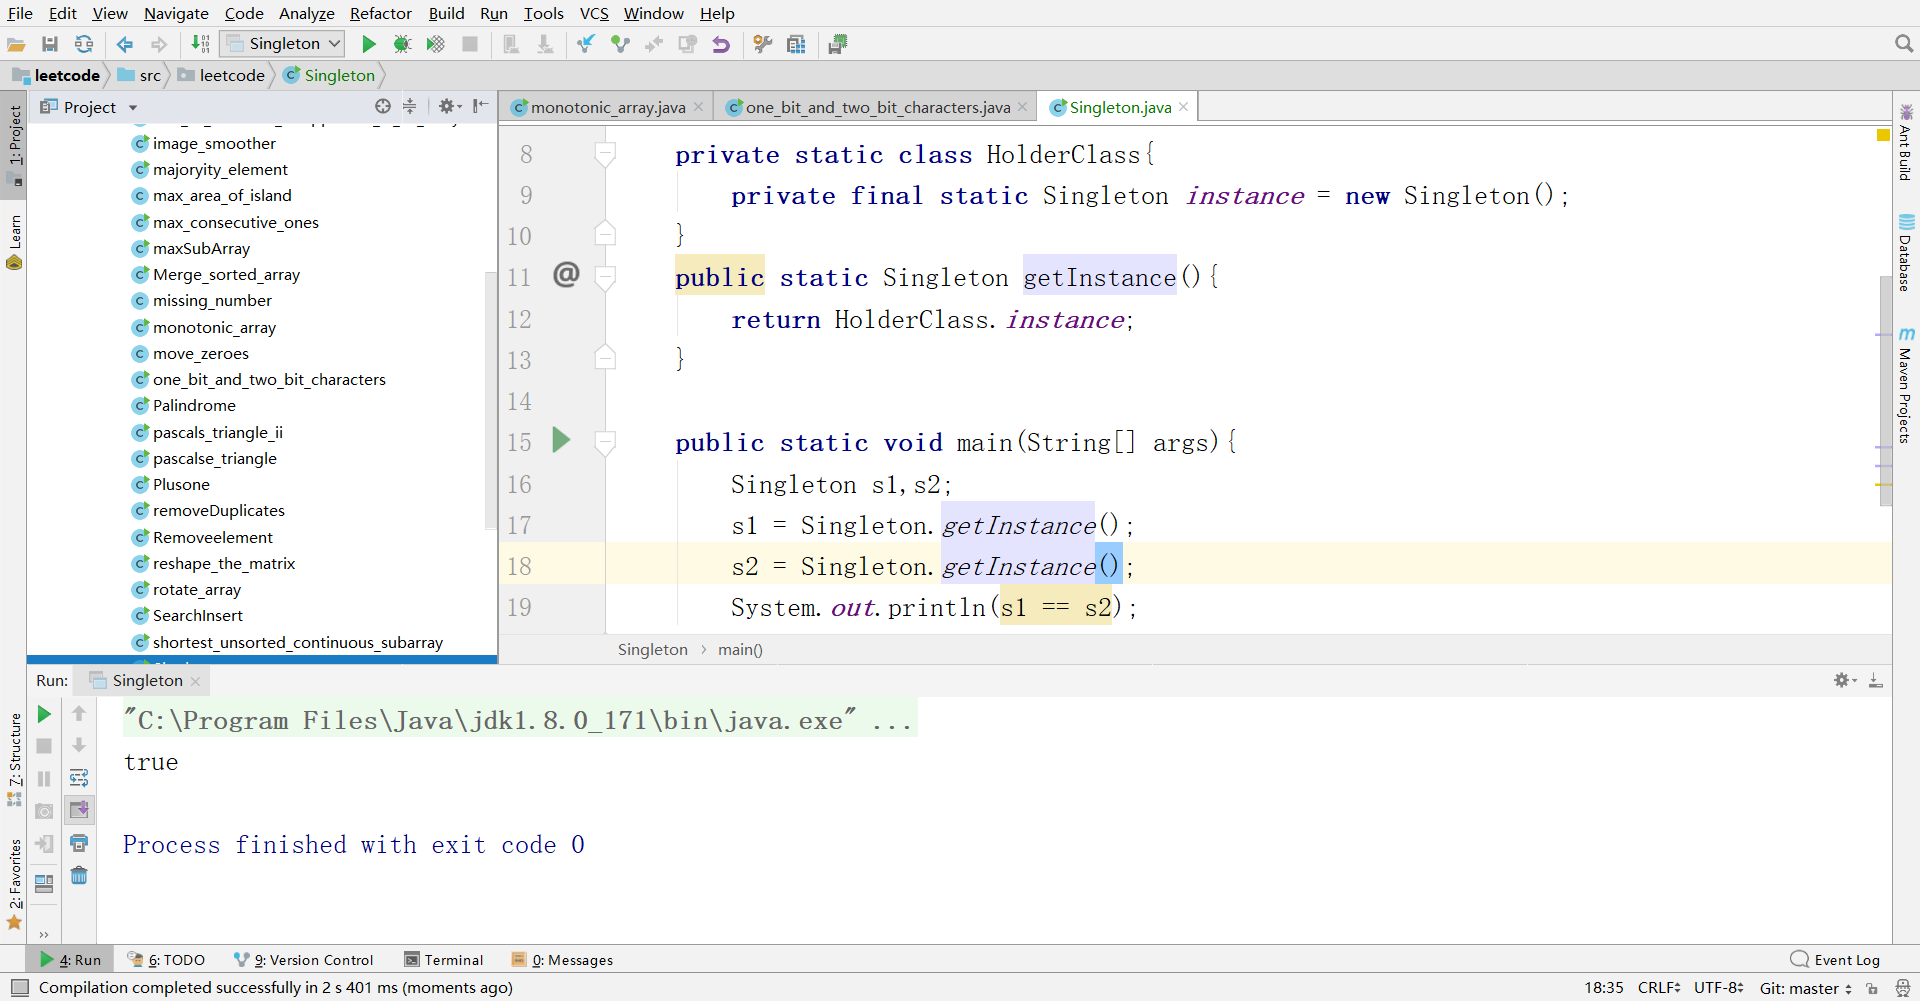 File Edit View Navigate Code Analyze Refactor Build Run Tools VCS Window Help
Singleton
leetcode src leetcode Singleton
1: Project
Learn
7: Structure
2: Favorites
Project
image_smoother
majoryity_element
max_area_of_island
max_consecutive_ones
maxSubArray
Merge_sorted_array
missing_number
monotonic_array
move_zeroes
one_bit_and_two_bit_characters
Palindrome
pascals_triangle_ii
pascalse_triangle
Plusone
removeDuplicates
Removeelement
reshape_the_matrix
rotate_array
SearchInsert
shortest_unsorted_continuous_subarray
monotonic_array.java one_bit_and_two_bit_characters.java Singleton.java
8 private static class HolderClass{
9 private final static Singleton instance = new Singleton();
10 }
11 @ public static Singleton getInstance(){
12 return HolderClass.instance;
13 }
14
15 public static void main(String[] args){
16 Singleton s1,s2;
17 s1 = Singleton.getInstance();
18 s2 = Singleton.getInstance();
19 System.out.println(s1 == s2);
Singleton › main()
Ant Build
Database
Maven Projects
Run: Singleton
"C:\Program Files\Java\jdk1.8.0_171\bin\java.exe" ...
true
Process finished with exit code 0
4: Run 6: TODO 9: Version Control Terminal 0: Messages Event Log
Compilation completed successfully in 2 s 401 ms (moments ago) 18:35 CRLF UTF-8 Git: master